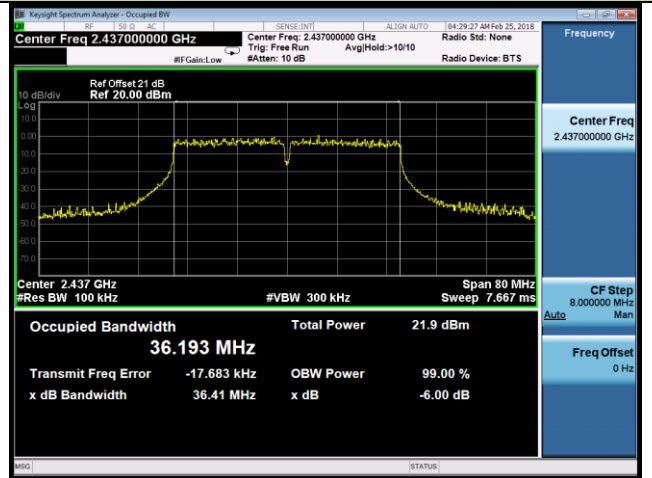 Keysight Spectrum Analyzer - Occupied BW
RF 50 Ω AC SENSE:INT ALIGN AUTO 04:29:27 AM Feb 25, 2018
Center Freq 2.437000000 GHz Center Freq: 2.437000000 GHz Radio Std: None
Trig: Free Run Avg|Hold:>10/10
#IFGain:Low #Atten: 10 dB Radio Device: BTS
Frequency
Ref Offset 21 dB
10 dB/div Ref 20.00 dBm
Log
10.0
0.00
-10.0
-20.0
-30.0
-40.0
-50.0
-60.0
-70.0
Center 2.437 GHz Span 80 MHz
#Res BW 100 kHz #VBW 300 kHz Sweep 7.667 ms
Occupied Bandwidth Total Power 21.9 dBm
36.193 MHz
Transmit Freq Error -17.683 kHz OBW Power 99.00 %
x dB Bandwidth 36.41 MHz x dB -6.00 dB
Center Freq
2.437000000 GHz
CF Step
8.000000 MHz
Auto Man
Freq Offset
0 Hz
MSG STATUS